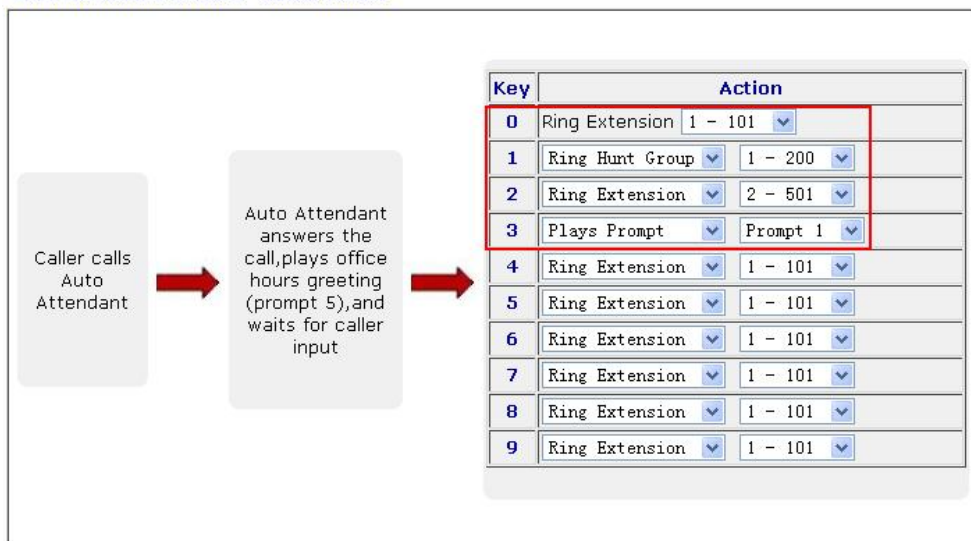 Caller calls
Auto
Attendant
Auto Attendant
answers the
call,plays office
hours greeting
(prompt 5),and
waits for caller
input
Key Action
0 Ring Extension 1 - 101
1 Ring Hunt Group 1 - 200
2 Ring Extension 2 - 501
3 Plays Prompt Prompt 1
4 Ring Extension 1 - 101
5 Ring Extension 1 - 101
6 Ring Extension 1 - 101
7 Ring Extension 1 - 101
8 Ring Extension 1 - 101
9 Ring Extension 1 - 101